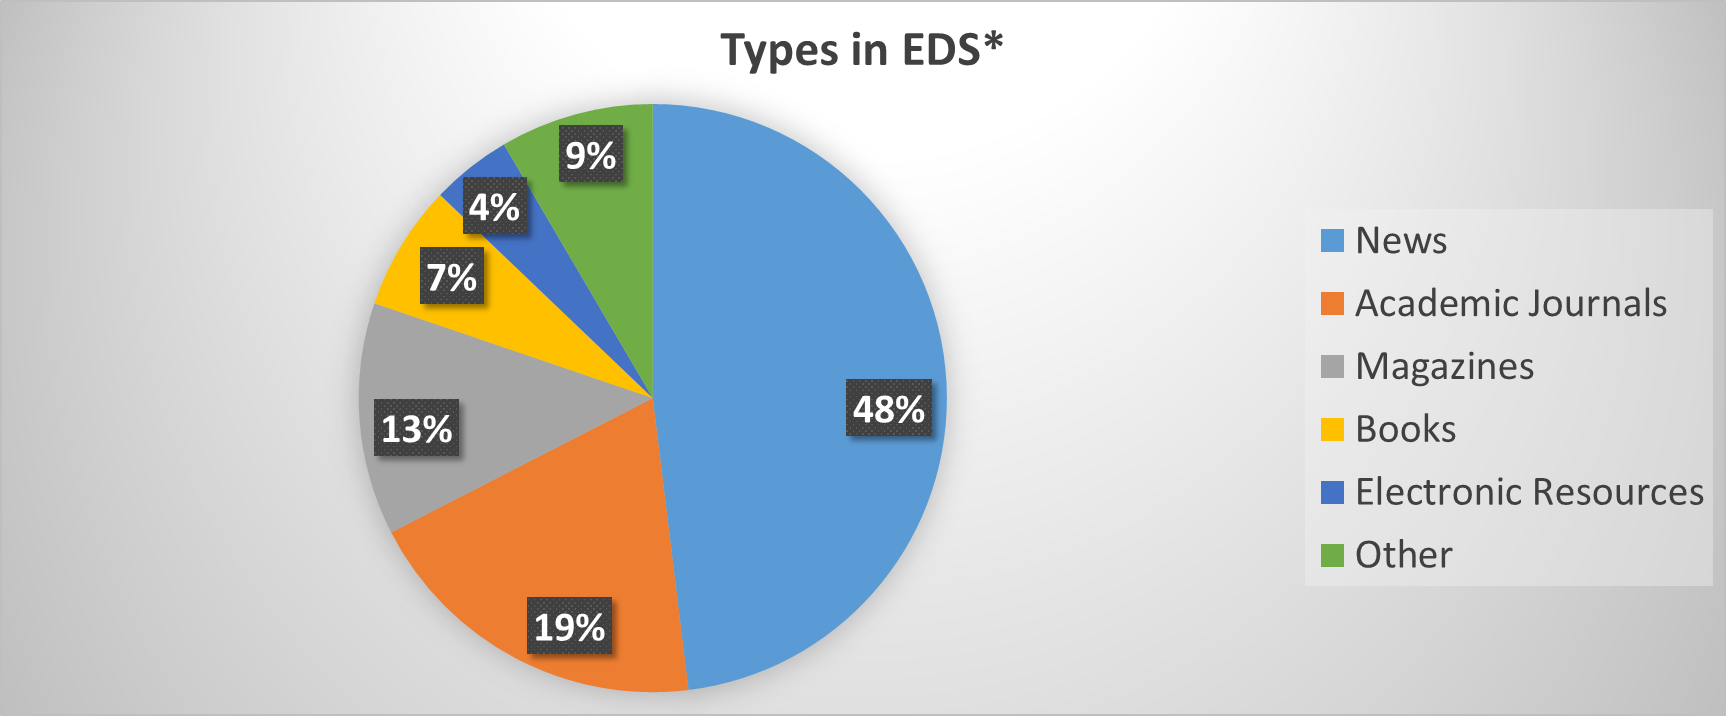 Types in EDS*
9%
4%
7%
13%
48%
19%
News
Academic Journals
Magazines
Books
Electronic Resources
Other